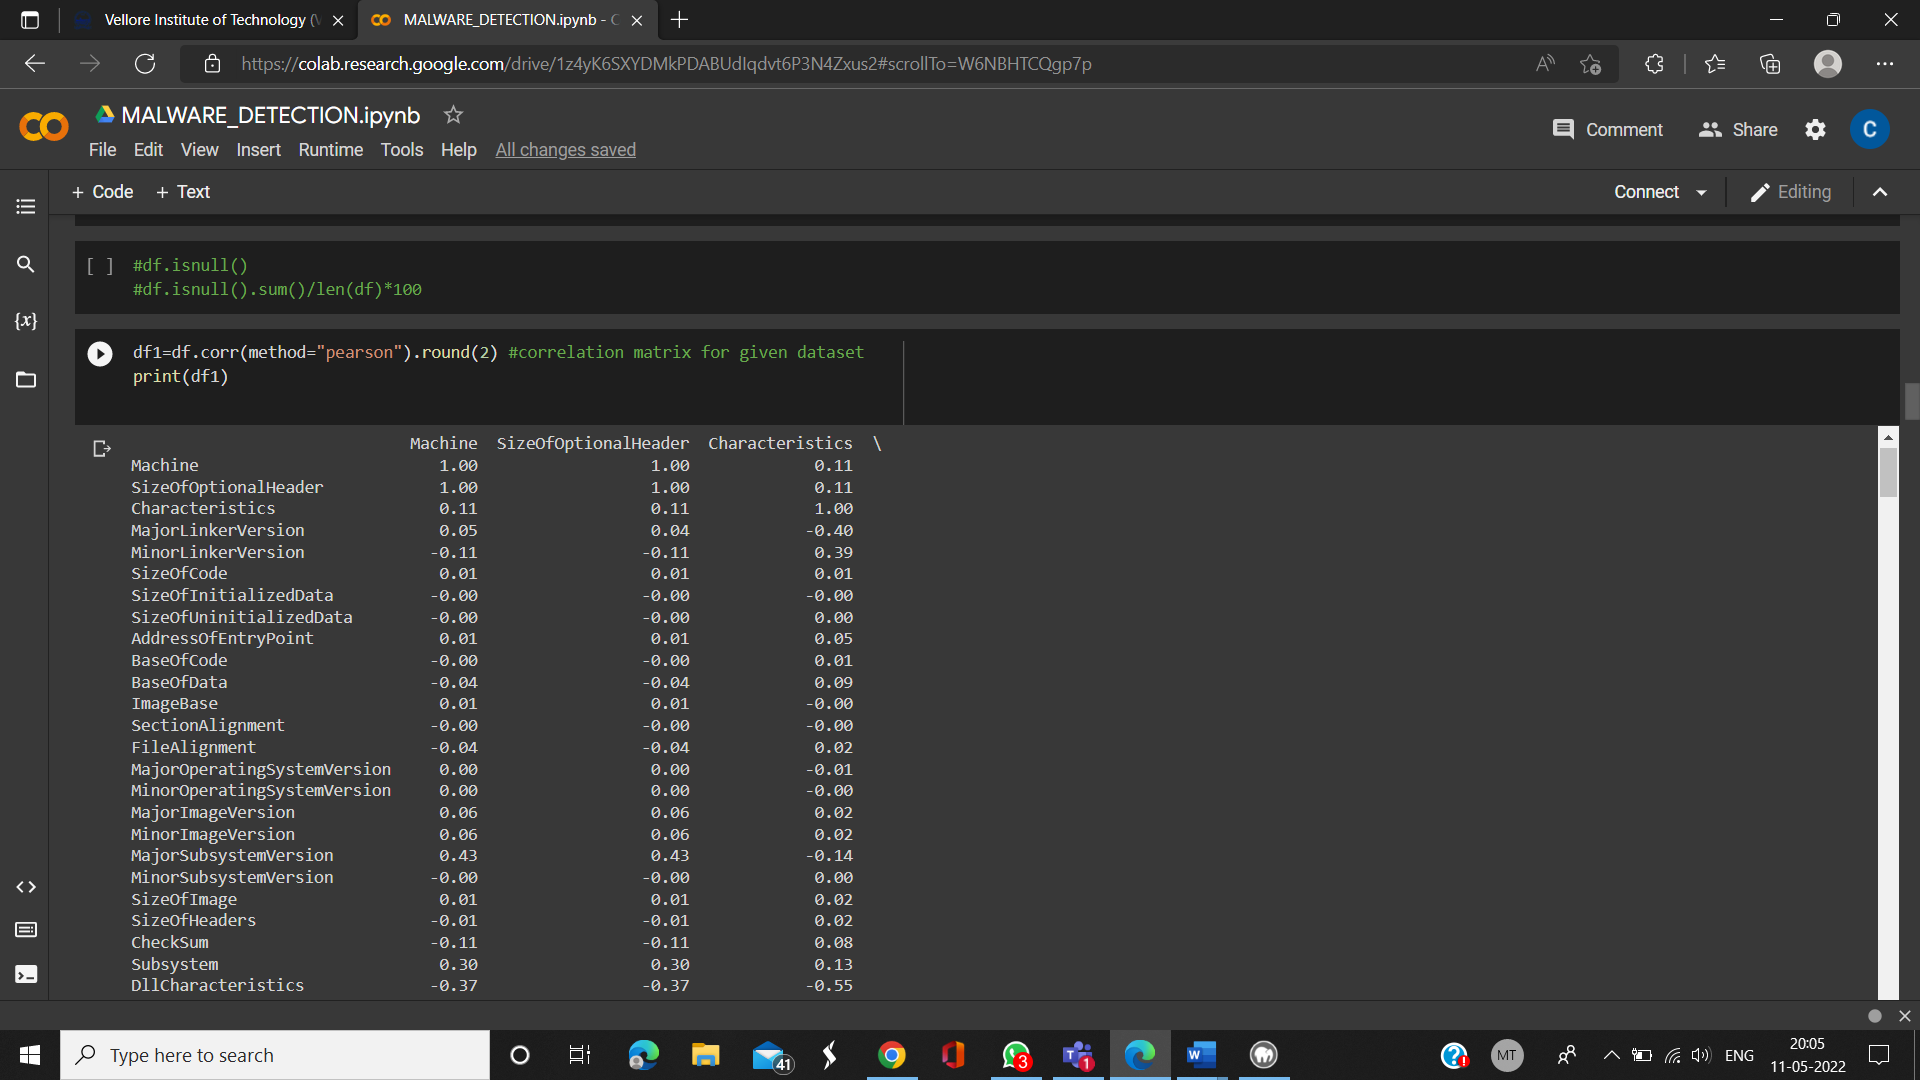 Vellore Institute of Technology (V
MALWARE_DETECTION.ipynb - C
https://colab.research.google.com/drive/1z4yK6SXYDMkPDABUdIqdvt6P3N4Zxus2#scrollTo=W6NBHTCQgp7p
MALWARE_DETECTION.ipynb
Comment Share C
File Edit View Insert Runtime Tools Help All changes saved
+ Code + Text Connect Editing
[ ] #df.isnull()
#df.isnull().sum()/len(df)*100
{x}
df1=df.corr(method="pearson").round(2) #correlation matrix for given dataset
print(df1)
Machine SizeOfOptionalHeader Characteristics \
Machine 1.00 1.00 0.11
SizeOfOptionalHeader 1.00 1.00 0.11
Characteristics 0.11 0.11 1.00
MajorLinkerVersion 0.05 0.04 -0.40
MinorLinkerVersion -0.11 -0.11 0.39
SizeOfCode 0.01 0.01 0.01
SizeOfInitializedData -0.00 -0.00 -0.00
SizeOfUninitializedData -0.00 -0.00 0.00
AddressOfEntryPoint 0.01 0.01 0.05
BaseOfCode -0.00 -0.00 0.01
BaseOfData -0.04 -0.04 0.09
ImageBase 0.01 0.01 -0.00
SectionAlignment -0.00 -0.00 -0.00
FileAlignment -0.04 -0.04 0.02
MajorOperatingSystemVersion 0.00 0.00 -0.01
MinorOperatingSystemVersion 0.00 0.00 -0.00
MajorImageVersion 0.06 0.06 0.02
MinorImageVersion 0.06 0.06 0.02
MajorSubsystemVersion 0.43 0.43 -0.14
MinorSubsystemVersion -0.00 -0.00 0.00
SizeOfImage 0.01 0.01 0.02
SizeOfHeaders -0.01 -0.01 0.02
CheckSum -0.11 -0.11 0.08
Subsystem 0.30 0.30 0.13
DllCharacteristics -0.37 -0.37 -0.55
Type here to search
41
3
1
MT
ENG
20:05
11-05-2022